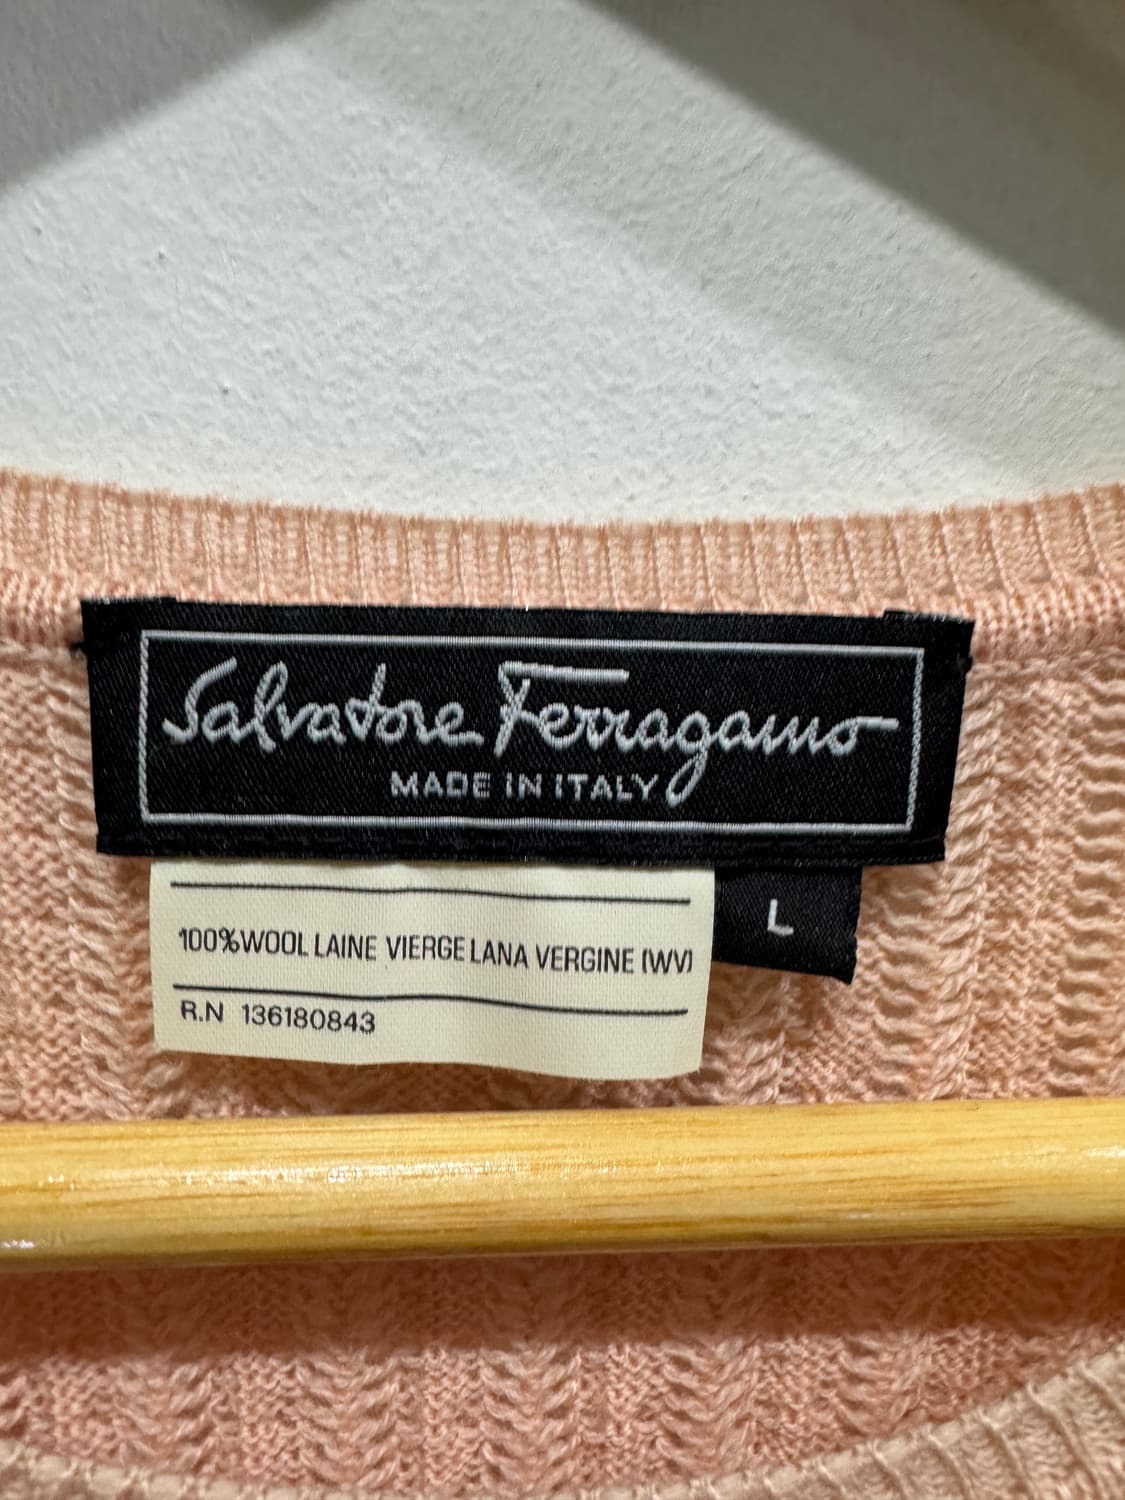 Salvatore Ferragamo
MADE IN ITALY
L
100%WOOL LAINE VIERGE LANA VERGINE (WV)
R.N 136180843